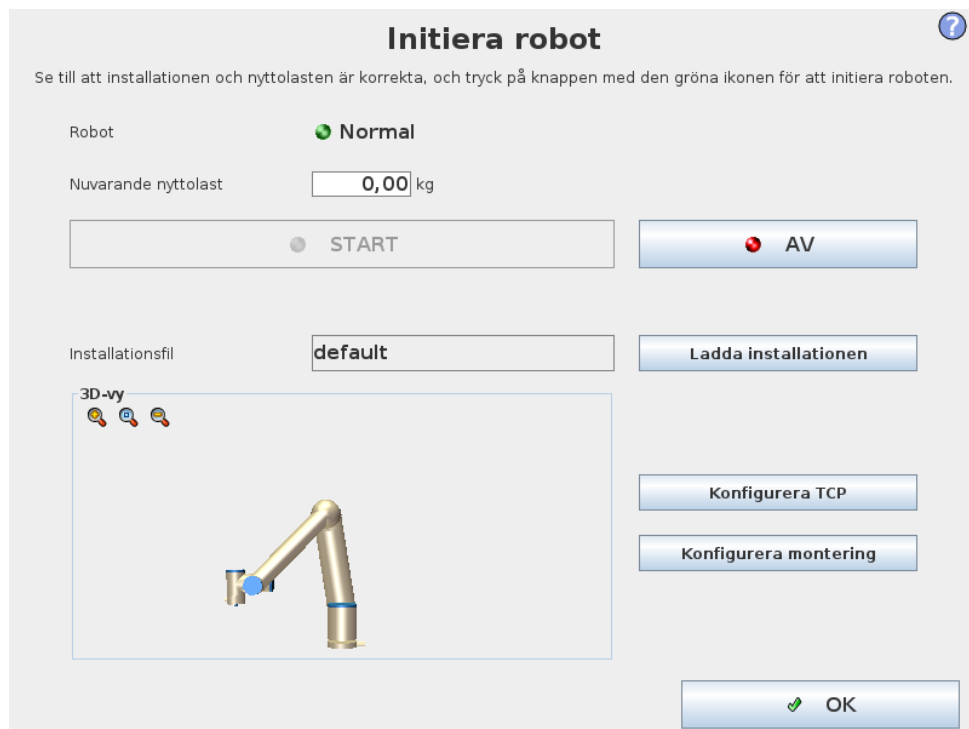 Initiera robot
?
Se till att installationen och nyttolasten är korrekta, och tryck på knappen med den gröna ikonen för att initiera roboten.
Robot
Normal
Nuvarande nyttolast
0,00 kg
START
AV
Installationsfil
default
Ladda installationen
3D-vy
Konfigurera TCP
Konfigurera montering
OK